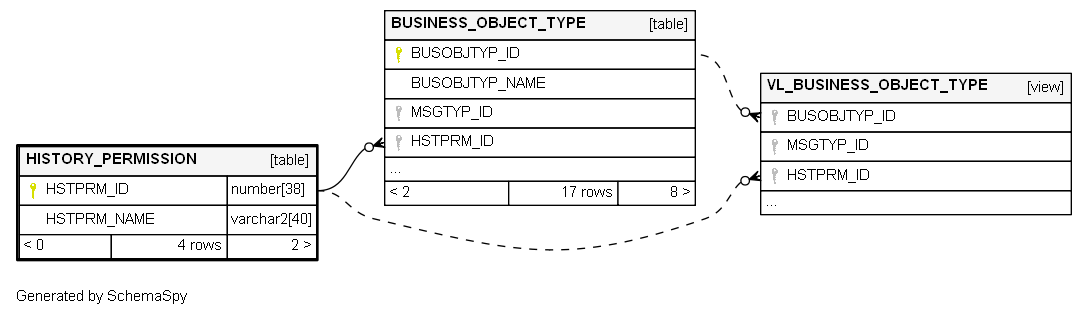 BUSINESS_OBJECT_TYPE [table]
BUSOBJTYP_ID
BUSOBJTYP_NAME
MSGTYP_ID
HSTPRM_ID
...
< 2 17 rows 8 >
VL_BUSINESS_OBJECT_TYPE [view]
BUSOBJTYP_ID
MSGTYP_ID
HSTPRM_ID
...
HISTORY_PERMISSION [table]
HSTPRM_ID number[38]
HSTPRM_NAME varchar2[40]
< 0 4 rows 2 >
Generated by SchemaSpy